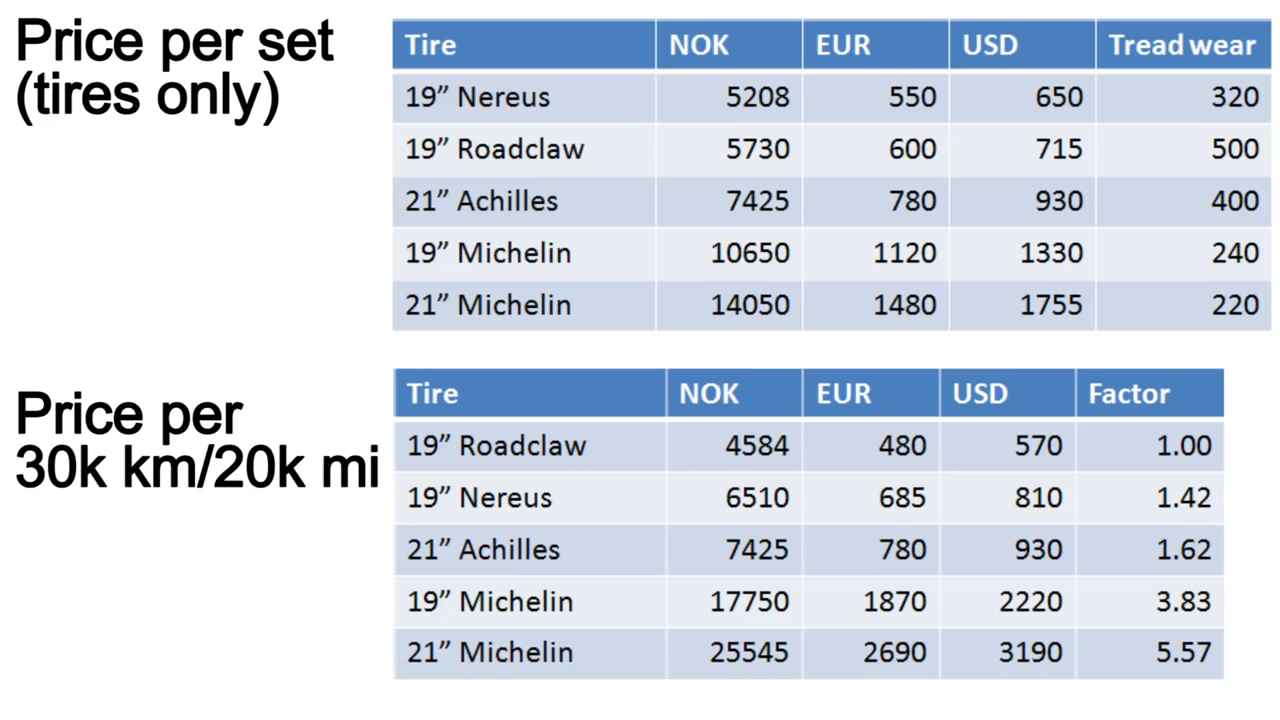 Price per set
(tires only)
Tire NOK EUR USD Tread wear
19” Nereus 5208 550 650 320
19” Roadclaw 5730 600 715 500
21” Achilles 7425 780 930 400
19” Michelin 10650 1120 1330 240
21” Michelin 14050 1480 1755 220
Price per
30k km/20k mi
Tire NOK EUR USD Factor
19” Roadclaw 4584 480 570 1.00
19” Nereus 6510 685 810 1.42
21” Achilles 7425 780 930 1.62
19” Michelin 17750 1870 2220 3.83
21” Michelin 25545 2690 3190 5.57